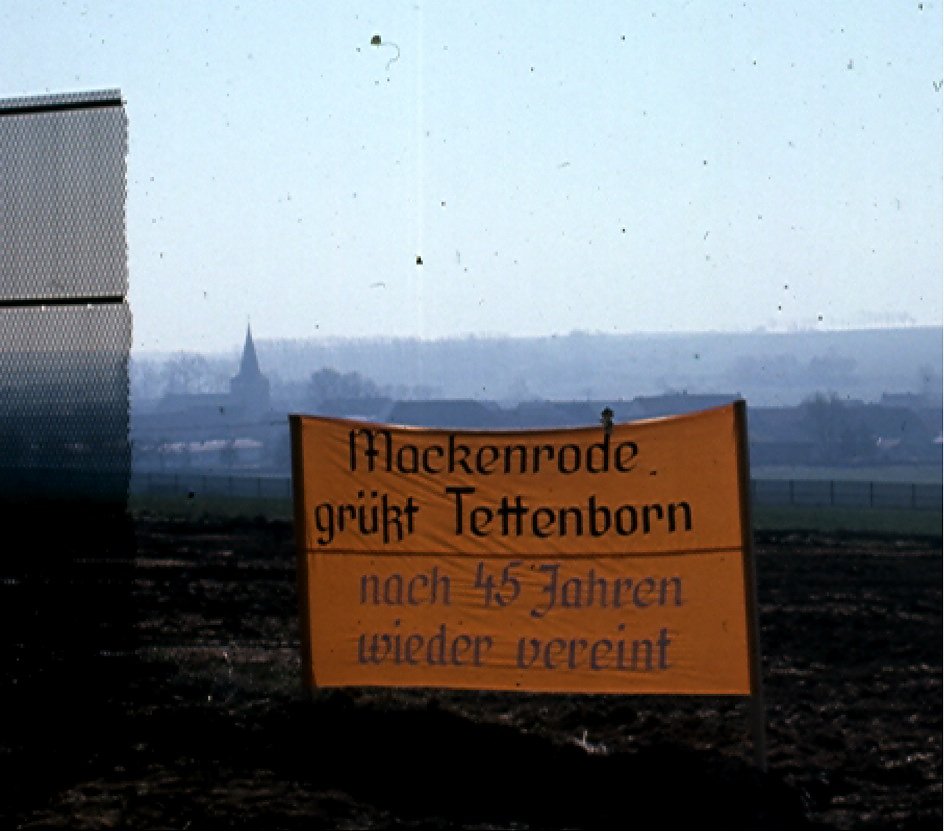 Mackenrode
grüßt Tettenborn
nach 45 Jahren
wieder vereint